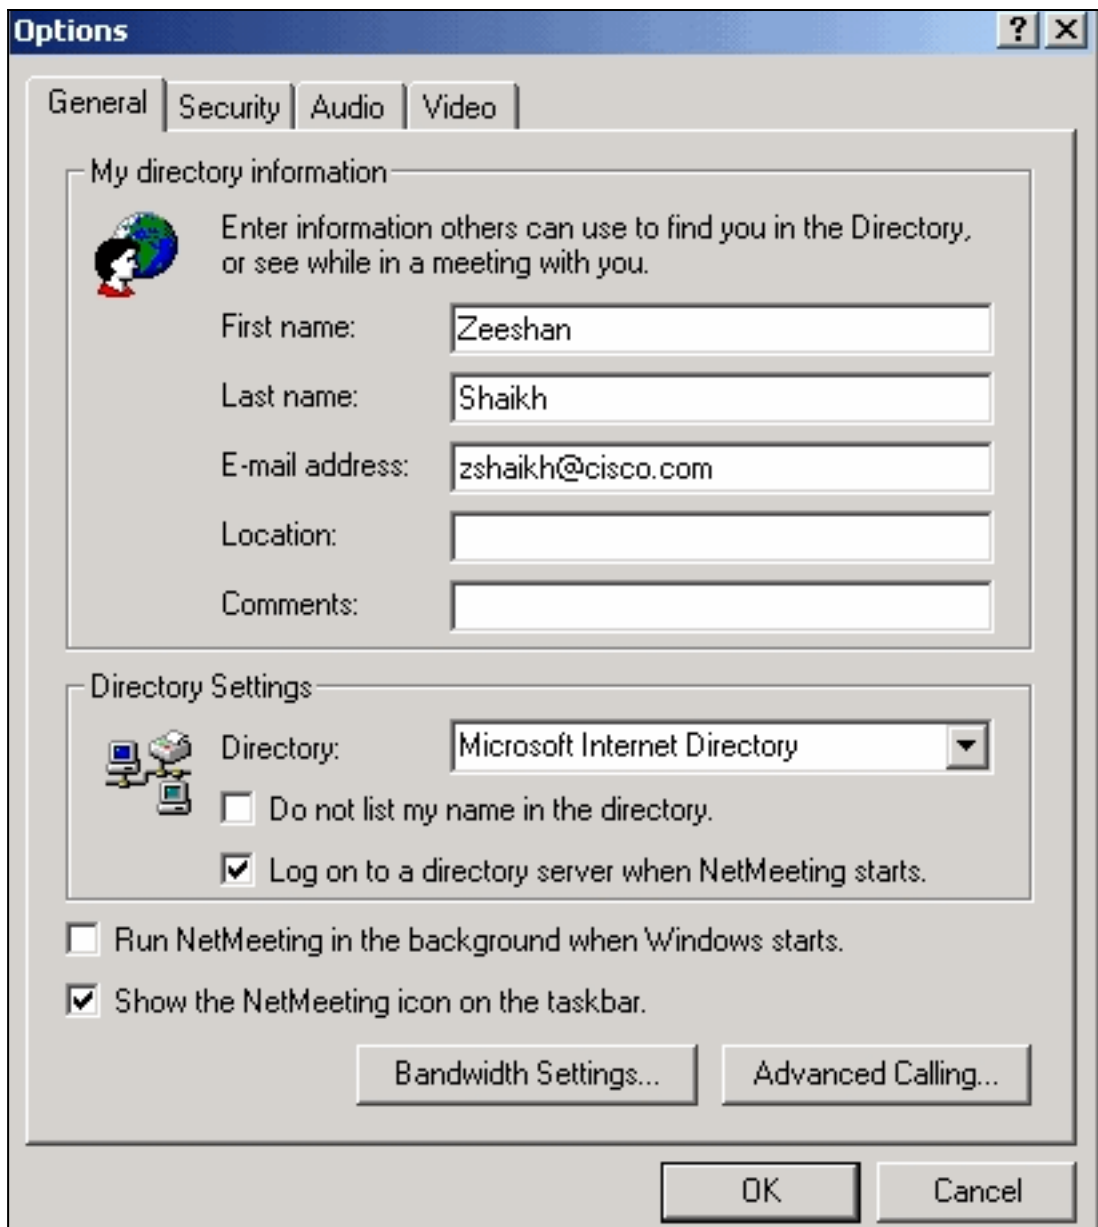 Options
General Security Audio Video
My directory information
Enter information others can use to find you in the Directory,
or see while in a meeting with you.
First name: Zeeshan
Last name: Shaikh
E-mail address: zshaikh@cisco.com
Location:
Comments:
Directory Settings
Directory: Microsoft Internet Directory
Do not list my name in the directory.
Log on to a directory server when NetMeeting starts.
Run NetMeeting in the background when Windows starts.
Show the NetMeeting icon on the taskbar.
Bandwidth Settings... Advanced Calling...
OK Cancel